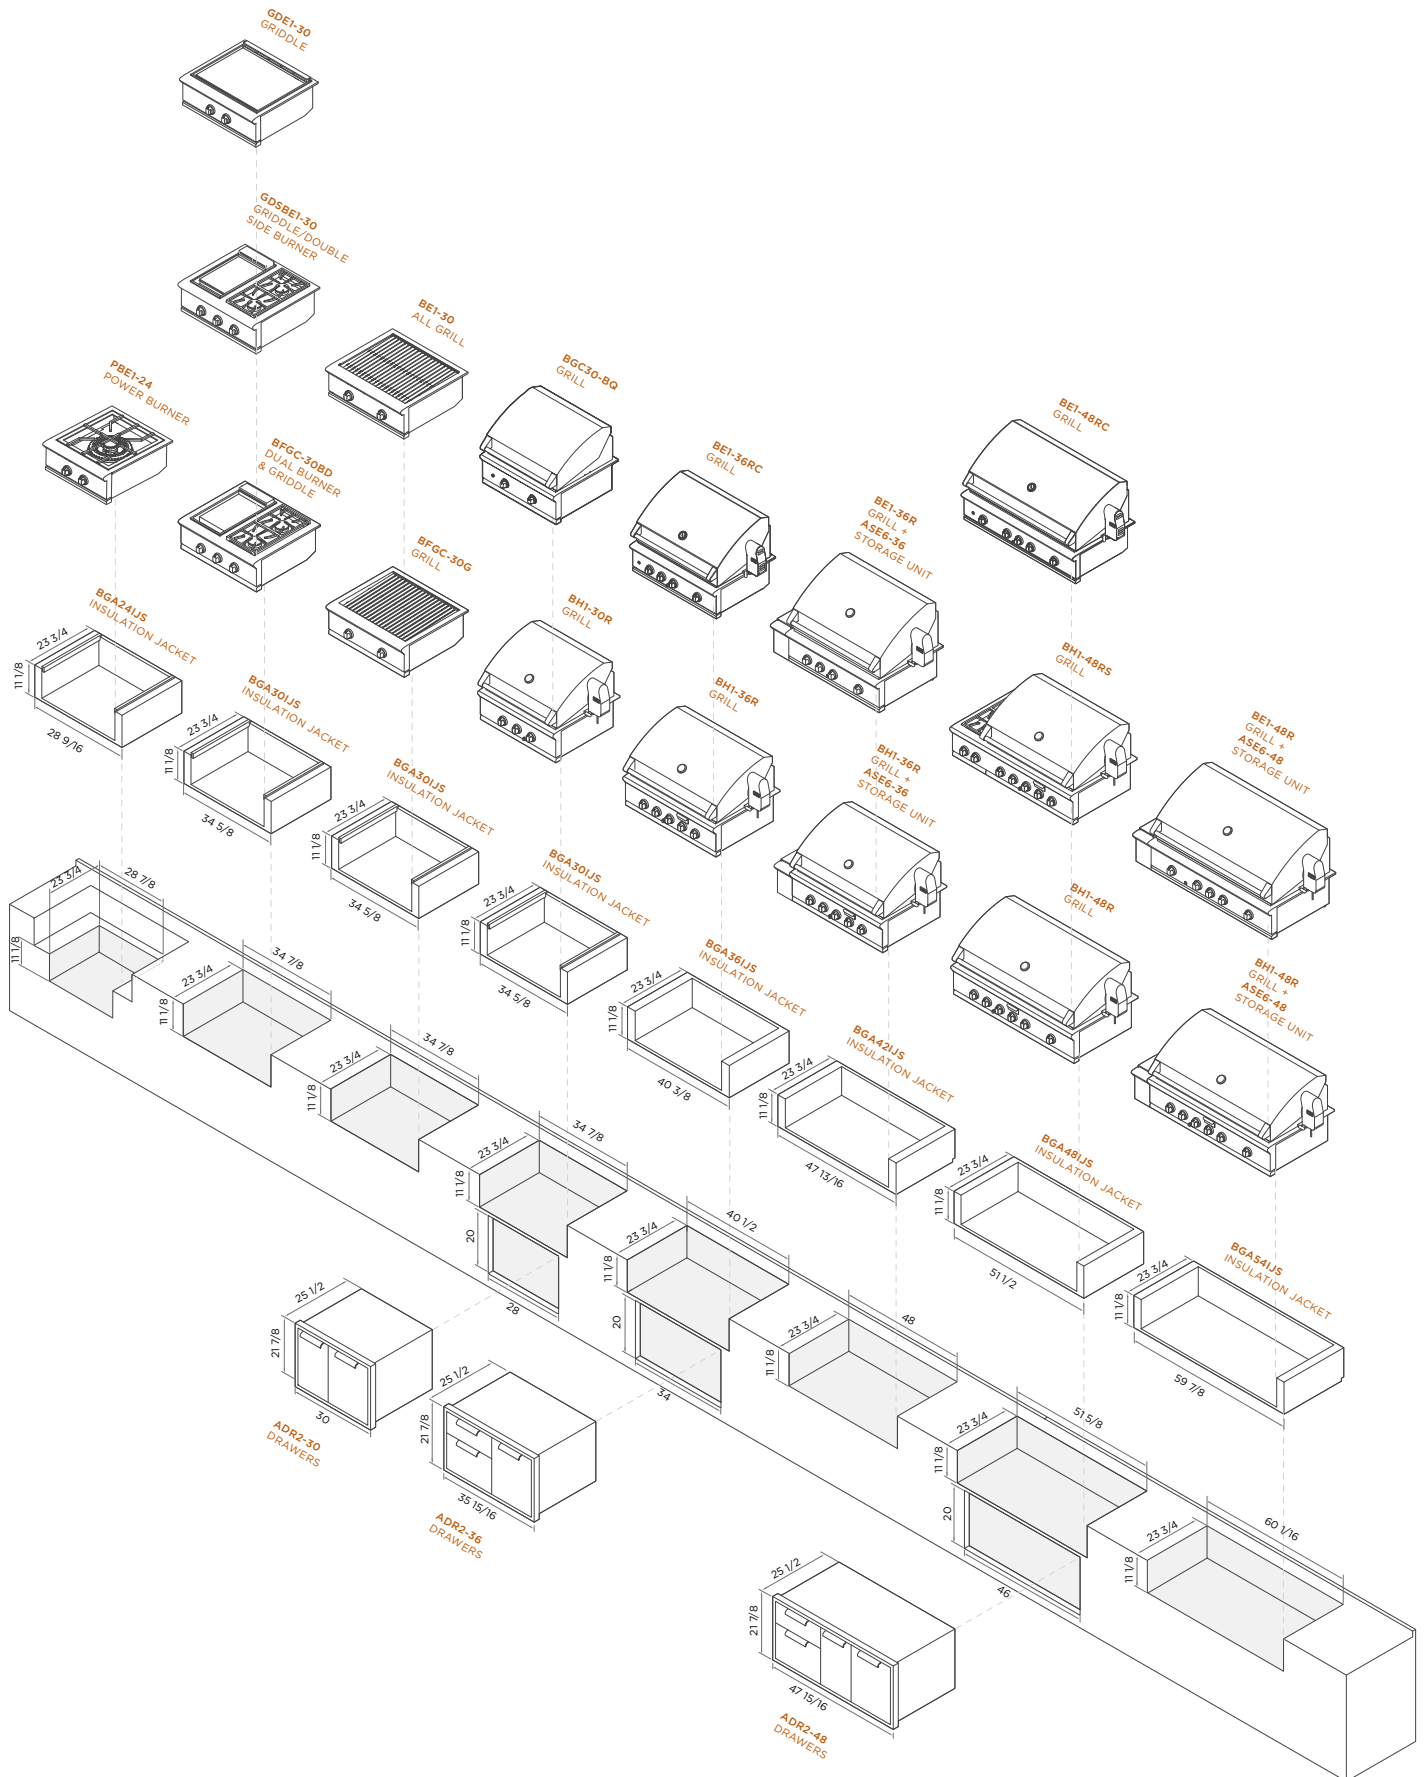 GDE1-30
GRIDDLE
GDSBE1-30
GRIDDLE/DOUBLE
SIDE BURNER
BE1-30
ALL GRILL
BGC30-BQ
GRILL
PBE1-24
POWER BURNER
BFGC-30BD
DUAL BURNER
& GRIDDLE
BE1-36RC
GRILL
BE1-48RC
GRILL
BE1-36R
GRILL +
ASE6-36
STORAGE UNIT
BFGC-30G
GRILL
BH1-30R
GRILL
BH1-36R
GRILL
BH1-48RS
GRILL
BE1-48R
GRILL +
ASE6-48
STORAGE UNIT
BH1-36R
GRILL +
ASE6-36
STORAGE UNIT
BH1-48R
GRILL
BH1-48R
GRILL +
ASE6-48
STORAGE UNIT
BGA24IJS
INSULATION JACKET
23 3/4
11 1/8
28 9/16
BGA30IJS
INSULATION JACKET
23 3/4
11 1/8
34 5/8
BGA30IJS
INSULATION JACKET
23 3/4
11 1/8
34 5/8
BGA30IJS
INSULATION JACKET
23 3/4
11 1/8
34 5/8
BGA36IJS
INSULATION JACKET
23 3/4
11 1/8
40 3/8
BGA42IJS
INSULATION JACKET
23 3/4
11 1/8
47 13/16
BGA48IJS
INSULATION JACKET
23 3/4
11 1/8
51 1/2
BGA54IJS
INSULATION JACKET
23 3/4
11 1/8
59 7/8
23 3/4
28 7/8
11 1/8
23 3/4
34 7/8
11 1/8
23 3/4
34 7/8
11 1/8
23 3/4
34 7/8
11 1/8
20
28
23 3/4
40 1/2
11 1/8
20
34
23 3/4
48
11 1/8
23 3/4
51 5/8
11 1/8
20
46
23 3/4
60 1/16
11 1/8
25 1/2
21 7/8
30
ADR2-30
DRAWERS
25 1/2
21 7/8
35 15/16
ADR2-36
DRAWERS
25 1/2
21 7/8
47 15/16
ADR2-48
DRAWERS